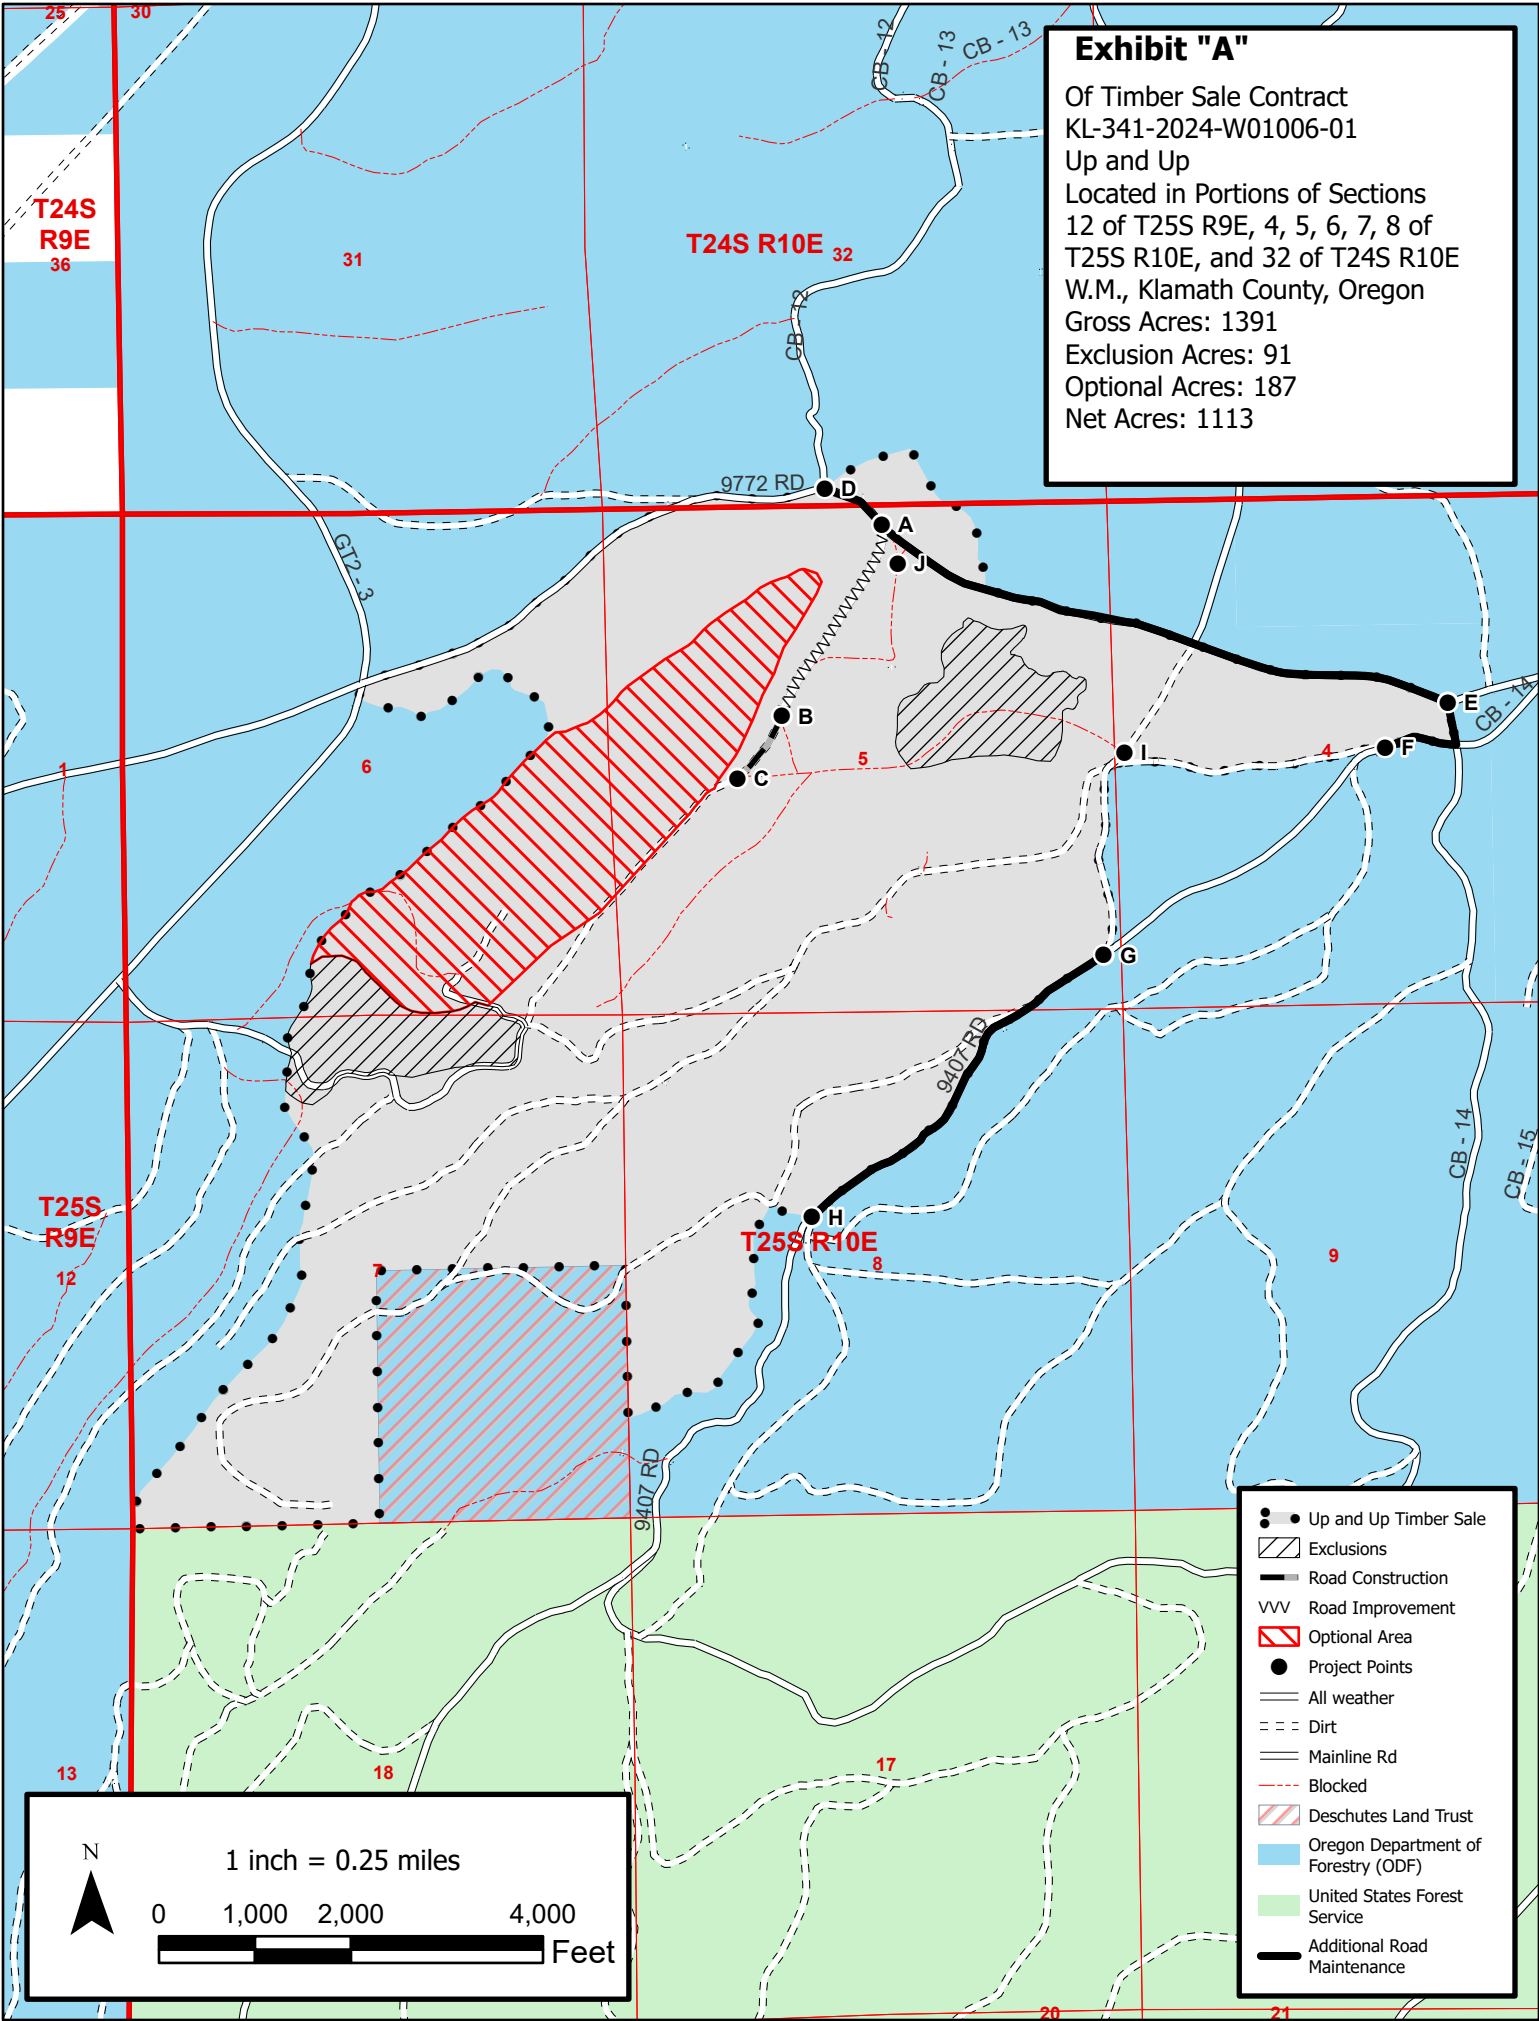 25
30
CB - 12
CB - 13
CB - 13
Exhibit "A"
Of Timber Sale Contract
KL-341-2024-W01006-01
Up and Up
Located in Portions of Sections
12 of T25S R9E, 4, 5, 6, 7, 8 of
T25S R10E, and 32 of T24S R10E
W.M., Klamath County, Oregon
Gross Acres: 1391
Exclusion Acres: 91
Optional Acres: 187
Net Acres: 1113
T24S
R9E
36
31
T24S R10E
32
CB - 12
9772 RD
D
A
J
GT2 - 3
B
E
CB - 14
F
I
1
6
5
4
C
G
9407 RD
CB - 14
CB - 15
T25S
R9E
12
H
T25S R10E
7
8
9
9407 RD
13
18
17
20
21
Up and Up Timber Sale
Exclusions
Road Construction
Road Improvement
Optional Area
Project Points
All weather
Dirt
Mainline Rd
Blocked
Deschutes Land Trust
Oregon Department of
Forestry (ODF)
United States Forest
Service
Additional Road
Maintenance
N
1 inch = 0.25 miles
0 1,000 2,000 4,000
Feet